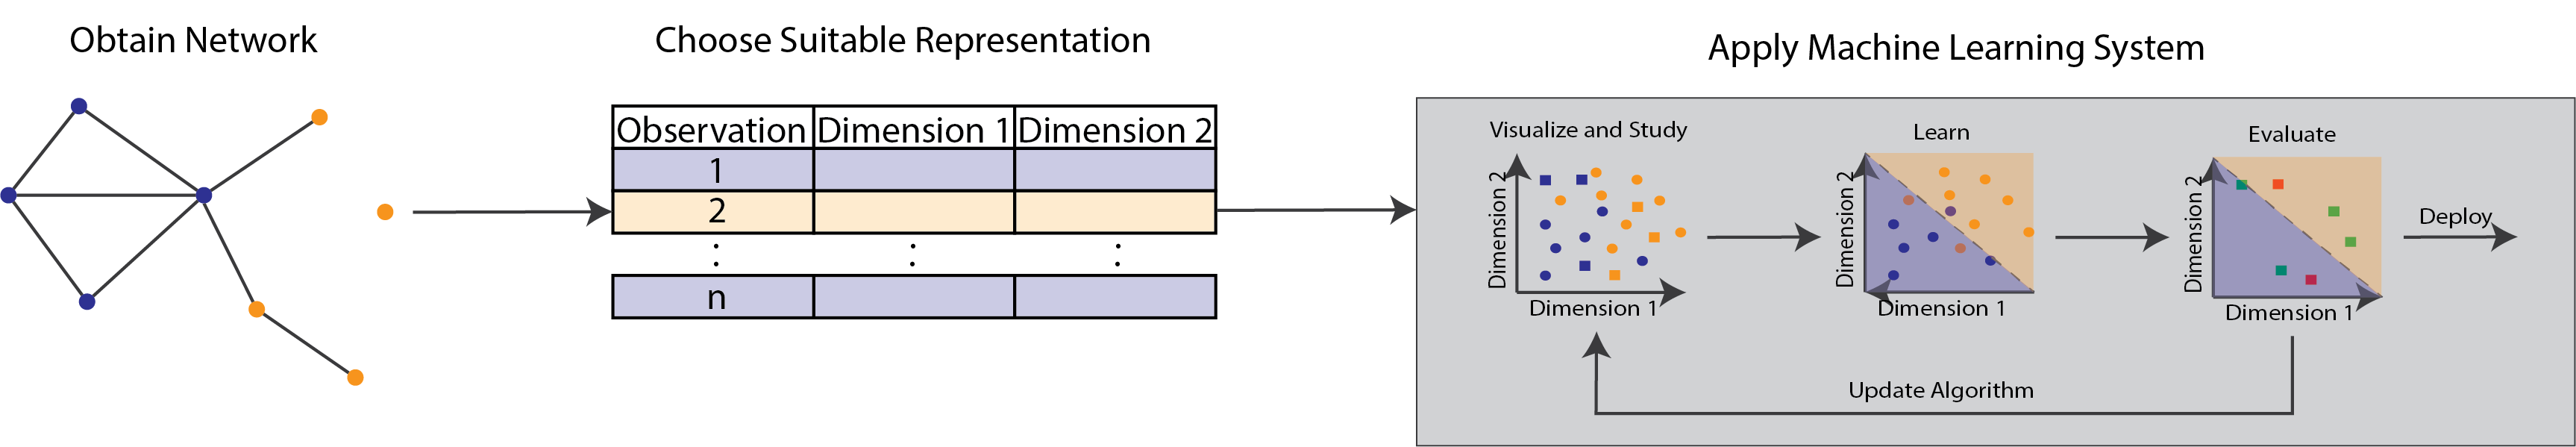 Obtain Network
Choose Suitable Representation
Apply Machine Learning System
Observation Dimension 1 Dimension 2
1
2
: : :
n
Visualize and Study
Dimension 2
Dimension 1
Learn
Dimension 2
Dimension 1
Evaluate
Dimension 2
Dimension 1
Deploy
Update Algorithm